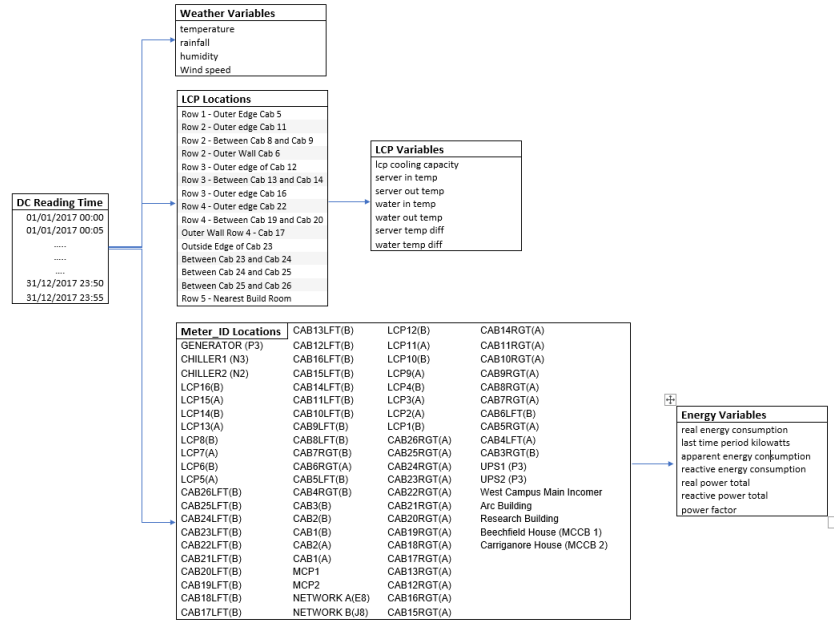 Weather Variables
temperature
rainfall
humidity
Wind speed
LCP Locations
Row 1 - Outer Edge Cab 5
Row 2 - Outer edge Cab 11
Row 2 - Between Cab 8 and Cab 9
Row 2 - Outer Wall Cab 6
Row 3 - Outer edge of Cab 12
Row 3 - Between Cab 13 and Cab 14
Row 3 - Outer edge Cab 16
Row 4 - Outer edge Cab 22
Row 4 - Between Cab 19 and Cab 20
Outer Wall Row 4 - Cab 17
Outside Edge of Cab 23
Between Cab 23 and Cab 24
Between Cab 24 and Cab 25
Between Cab 25 and Cab 26
Row 5 - Nearest Build Room
LCP Variables
lcp cooling capacity
server in temp
server out temp
water in temp
water out temp
server temp diff
water temp diff
DC Reading Time
01/01/2017 00:00
01/01/2017 00:05
.....
.....
....
31/12/2017 23:50
31/12/2017 23:55
Meter_ID Locations
GENERATOR (P3)
CHILLER1 (N3)
CHILLER2 (N2)
LCP16(B)
LCP15(A)
LCP14(B)
LCP13(A)
LCP8(B)
LCP7(A)
LCP6(B)
LCP5(A)
CAB26LFT(B)
CAB25LFT(B)
CAB24LFT(B)
CAB23LFT(B)
CAB22LFT(B)
CAB21LFT(B)
CAB20LFT(B)
CAB19LFT(B)
CAB18LFT(B)
CAB17LFT(B)
CAB13LFT(B)
CAB12LFT(B)
CAB16LFT(B)
CAB15LFT(B)
CAB14LFT(B)
CAB11LFT(B)
CAB10LFT(B)
CAB9LFT(B)
CAB8LFT(B)
CAB7RGT(B)
CAB6RGT(A)
CAB5LFT(B)
CAB4RGT(B)
CAB3(B)
CAB2(B)
CAB1(B)
CAB2(A)
CAB1(A)
MCP1
MCP2
NETWORK A(E8)
NETWORK B(J8)
LCP12(B)
LCP11(A)
LCP10(B)
LCP9(A)
LCP4(B)
LCP3(A)
LCP2(A)
LCP1(B)
CAB26RGT(A)
CAB25RGT(A)
CAB24RGT(A)
CAB23RGT(A)
CAB22RGT(A)
CAB21RGT(A)
CAB20RGT(A)
CAB19RGT(A)
CAB18RGT(A)
CAB17RGT(A)
CAB13RGT(A)
CAB12RGT(A)
CAB16RGT(A)
CAB15RGT(A)
CAB14RGT(A)
CAB11RGT(A)
CAB10RGT(A)
CAB9RGT(A)
CAB8RGT(A)
CAB7RGT(A)
CAB6LFT(B)
CAB5RGT(A)
CAB4LFT(A)
CAB3RGT(B)
UPS1 (P3)
UPS2 (P3)
West Campus Main Incomer
Arc Building
Research Building
Beechfield House (MCCB 1)
Carriganore House (MCCB 2)
Energy Variables
real energy consumption
last time period kilowatts
apparent energy consumption
reactive energy consumption
real power total
reactive power total
power factor